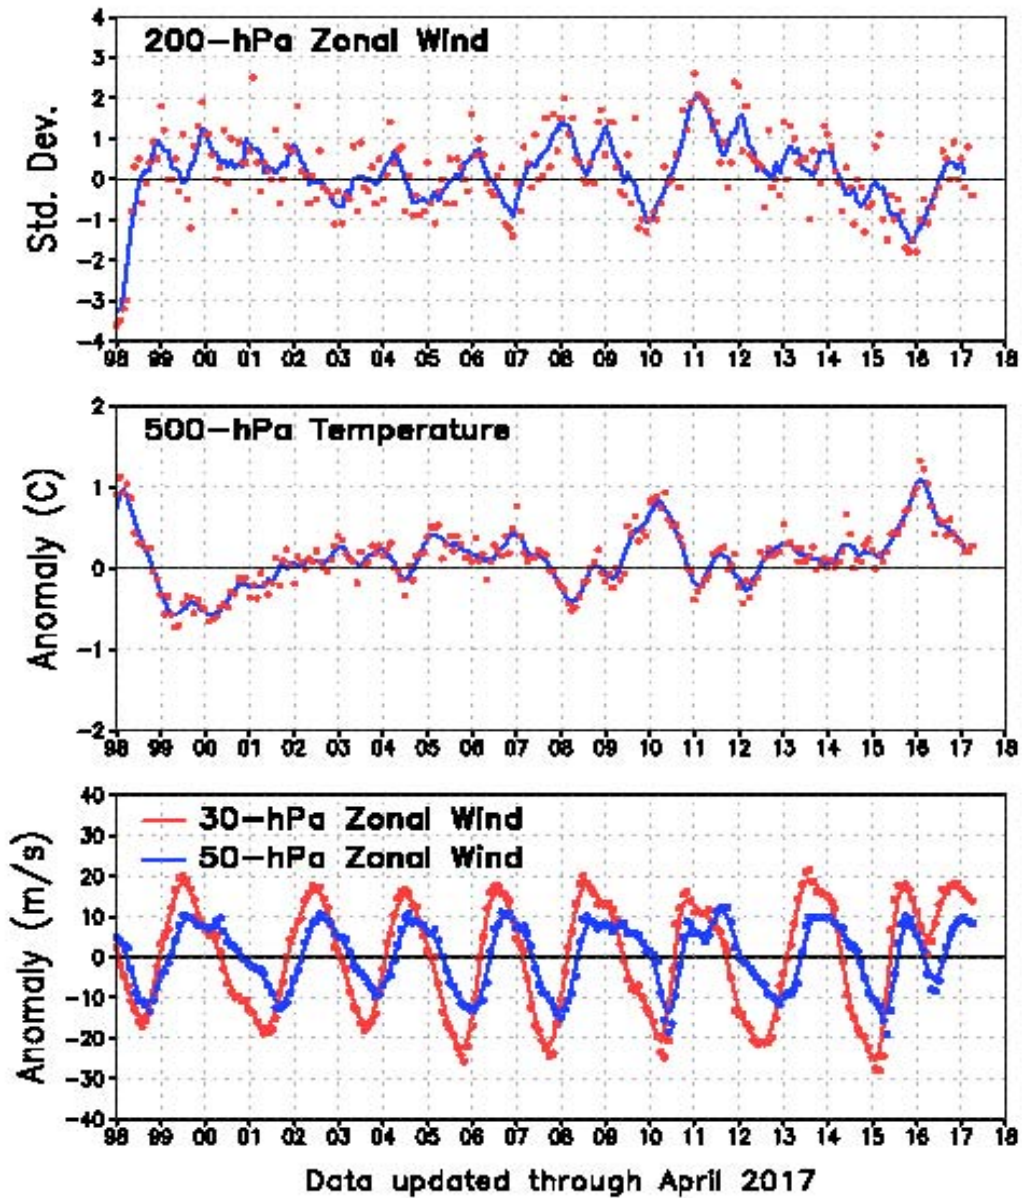 200-hPa Zonal Wind
Std. Dev.
4
3
2
1
0
-1
-2
-3
-4
98 99 00 01 02 03 04 05 06 07 08 09 10 11 12 13 14 15 16 17 18
500-hPa Temperature
Anomaly (C)
2
1
0
-1
-2
98 99 00 01 02 03 04 05 06 07 08 09 10 11 12 13 14 15 16 17 18
30-hPa Zonal Wind
50-hPa Zonal Wind
Anomaly (m/s)
40
30
20
10
0
-10
-20
-30
-40
98 99 00 01 02 03 04 05 06 07 08 09 10 11 12 13 14 15 16 17 18
Data updated through April 2017